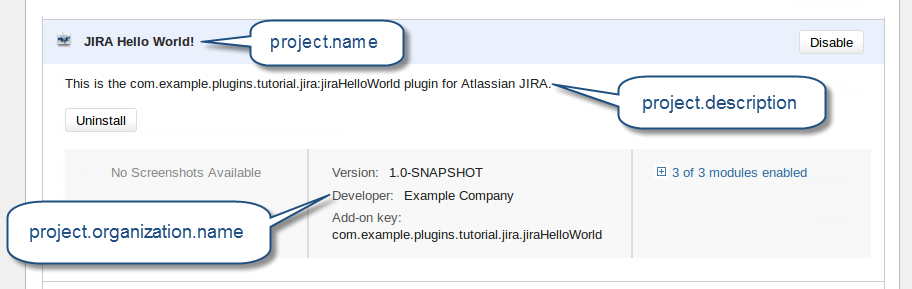 JIRA Hello World!
project.name
Disable
This is the com.example.plugins.tutorial.jira:jiraHelloWorld plugin for Atlassian JIRA.
project.description
Uninstall
No Screenshots Available
Version: 1.0-SNAPSHOT
3 of 3 modules enabled
Developer: Example Company
project.organization.name
Add-on key:
com.example.plugins.tutorial.jira.jiraHelloWorld